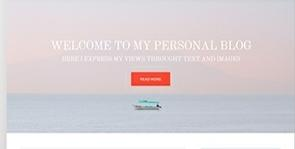 WELCOME TO MY PERSONAL BLOG
HERE I EXPRESS MY VIEWS THROUGHT TEXT AND IMAGES
READ MORE